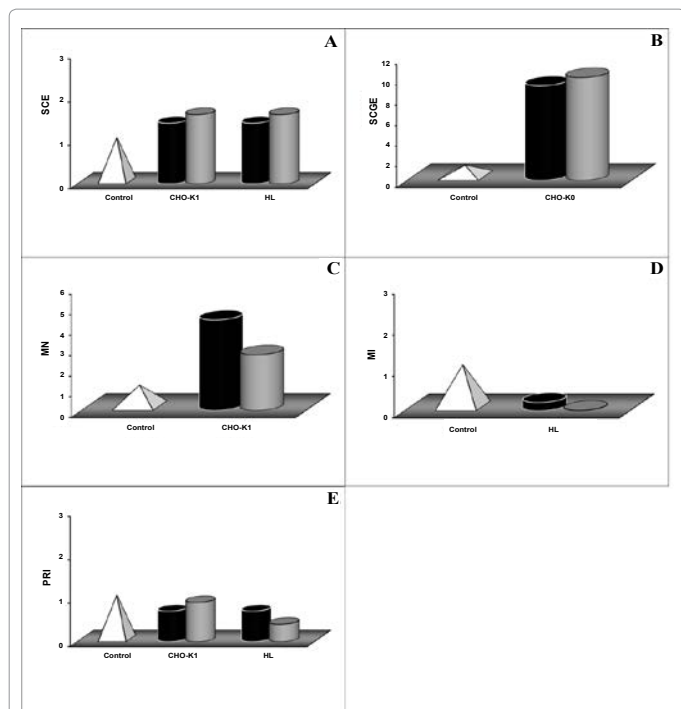 A
3
2
1
0
SCE
Control CHO-K1 HL
B
12
10
8
6
4
2
0
SCGE
Control CHO-K0
C
6
5
4
3
2
1
0
MN
Control CHO-K1
D
3
2
1
0
MI
Control HL
E
3
2
1
0
PRI
Control CHO-K1 HL